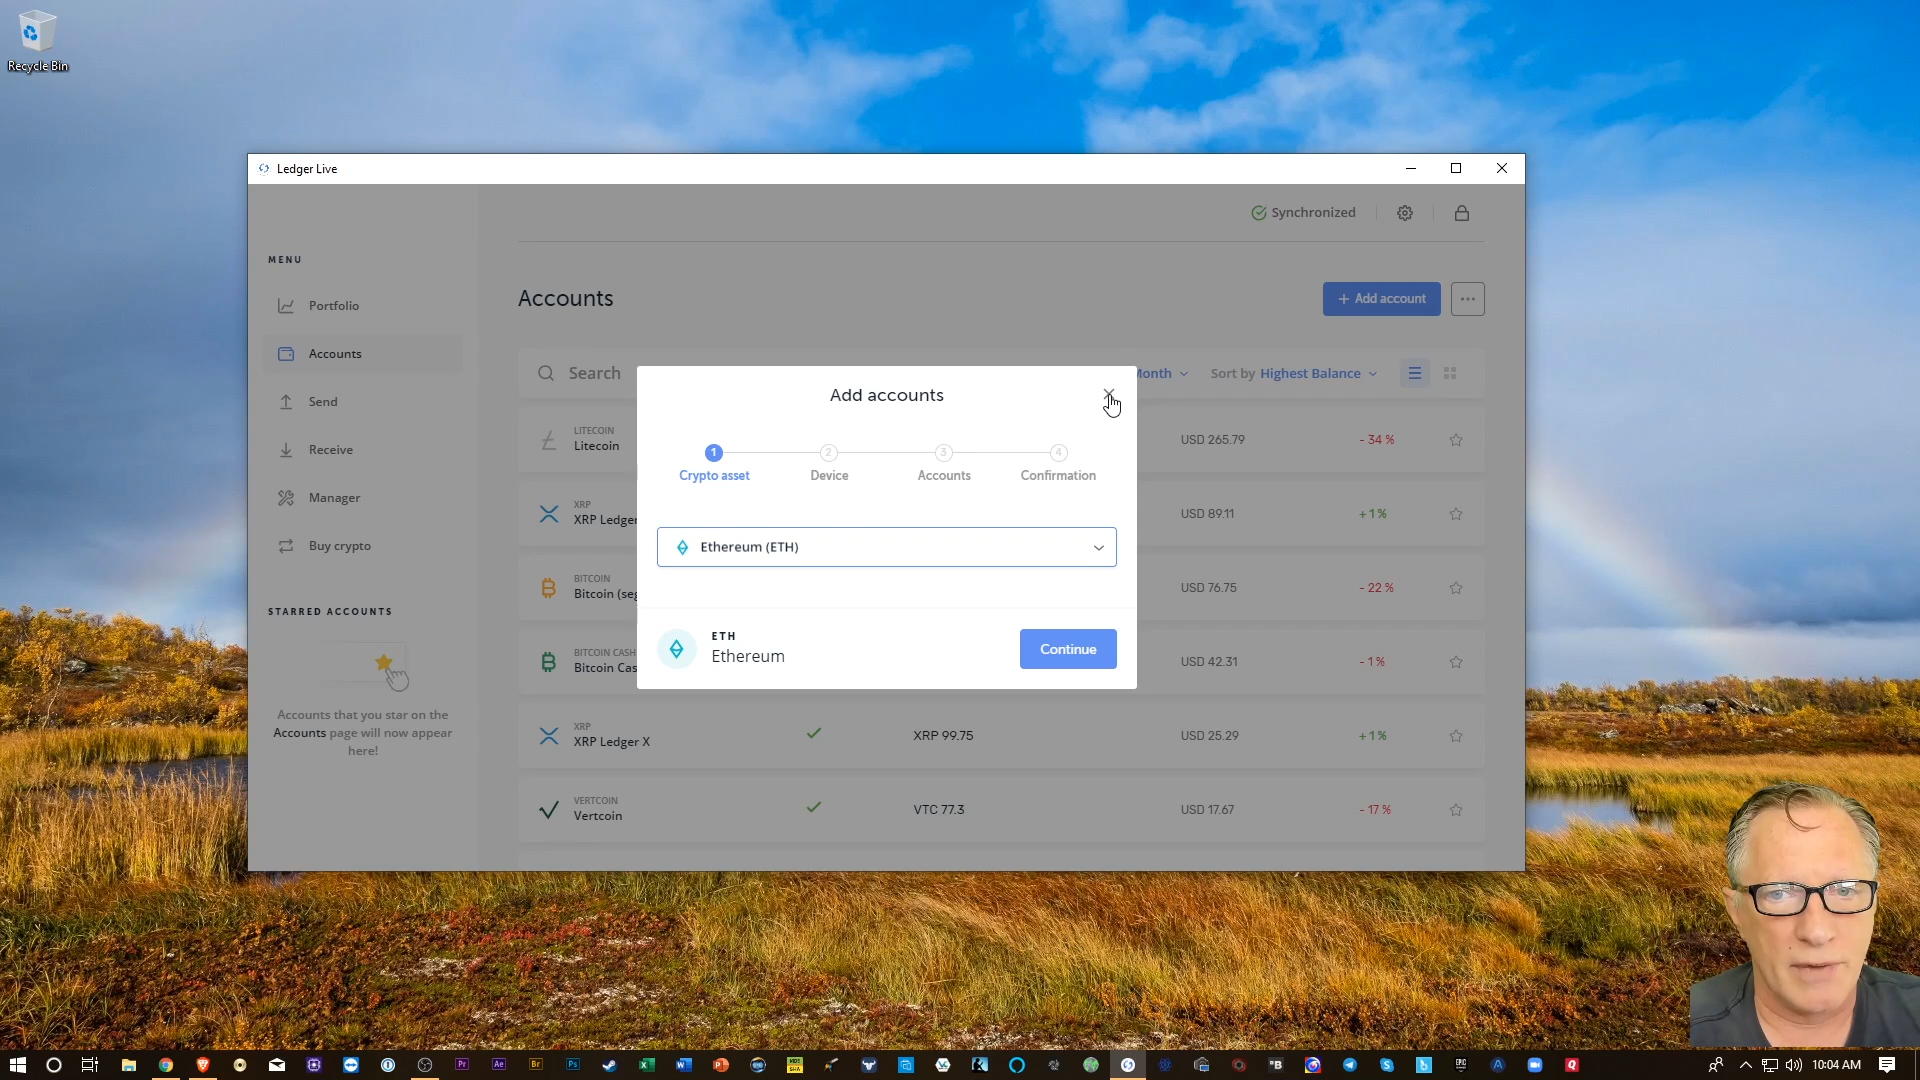 Recycle Bin
Ledger Live
Synchronized
MENU
Portfolio
Accounts
Send
Receive
Manager
Buy crypto
STARRED ACCOUNTS
Accounts that you star on the
Accounts page will now appear
here!
Accounts
+ Add account
Search
Month
Sort by Highest Balance
LITECOIN
Litecoin
USD 265.79
- 34 %
XRP
XRP Ledger
USD 89.11
+ 1 %
BITCOIN
Bitcoin (seg
USD 76.75
- 22 %
BITCOIN CASH
Bitcoin Cas
USD 42.31
- 1 %
XRP
XRP Ledger X
XRP 99.75
USD 25.29
+ 1 %
VERTCOIN
Vertcoin
VTC 77.3
USD 17.67
- 17 %
Add accounts
1
2
3
4
Crypto asset
Device
Accounts
Confirmation
Ethereum (ETH)
ETH
Ethereum
Continue
Pr
Ae
Br
Ps
10:04 AM